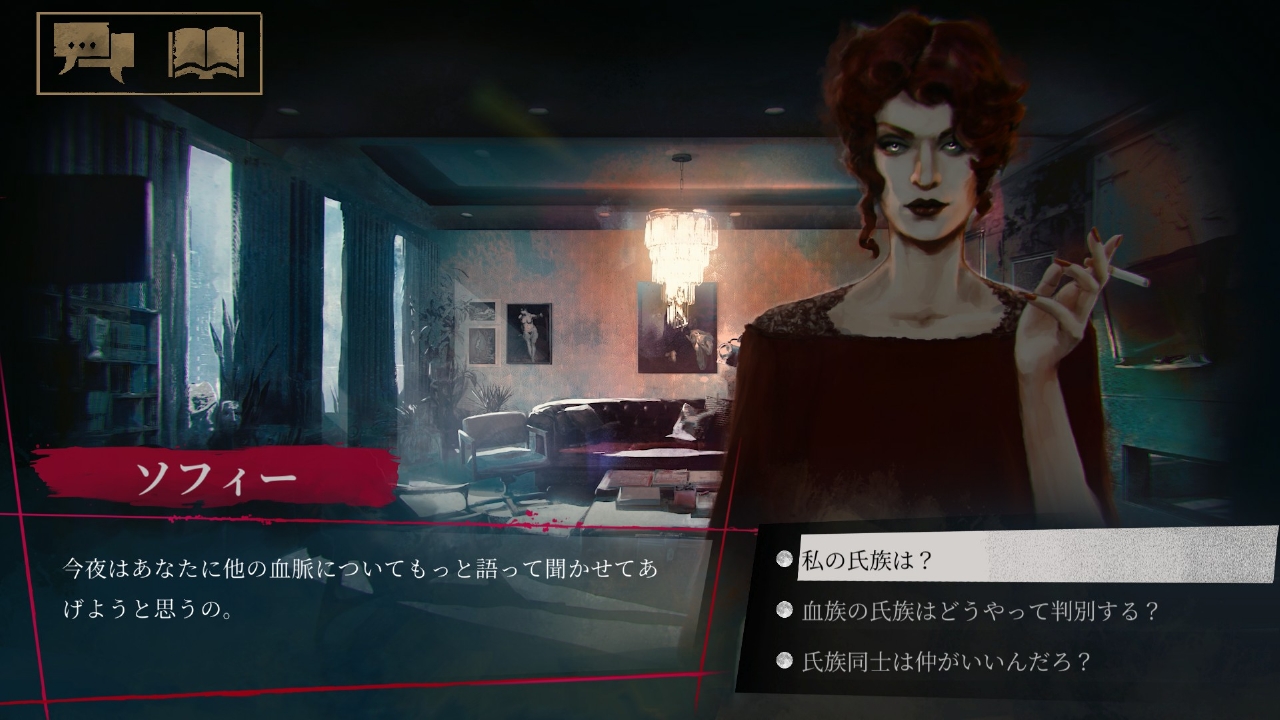 ソフィー
今夜はあなたに他の血脈についてもっと語って聞かせてあ
げようと思うの。
私の氏族は？
血族の氏族はどうやって判別する？
氏族同士は仲がいいんだろ？